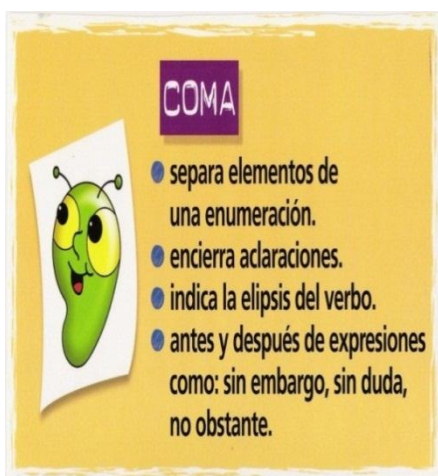 COMA
separa elementos de
una enumeración.
encierra aclaraciones.
indica la elipsis del verbo.
antes y después de expresiones
como: sin embargo, sin duda,
no obstante.